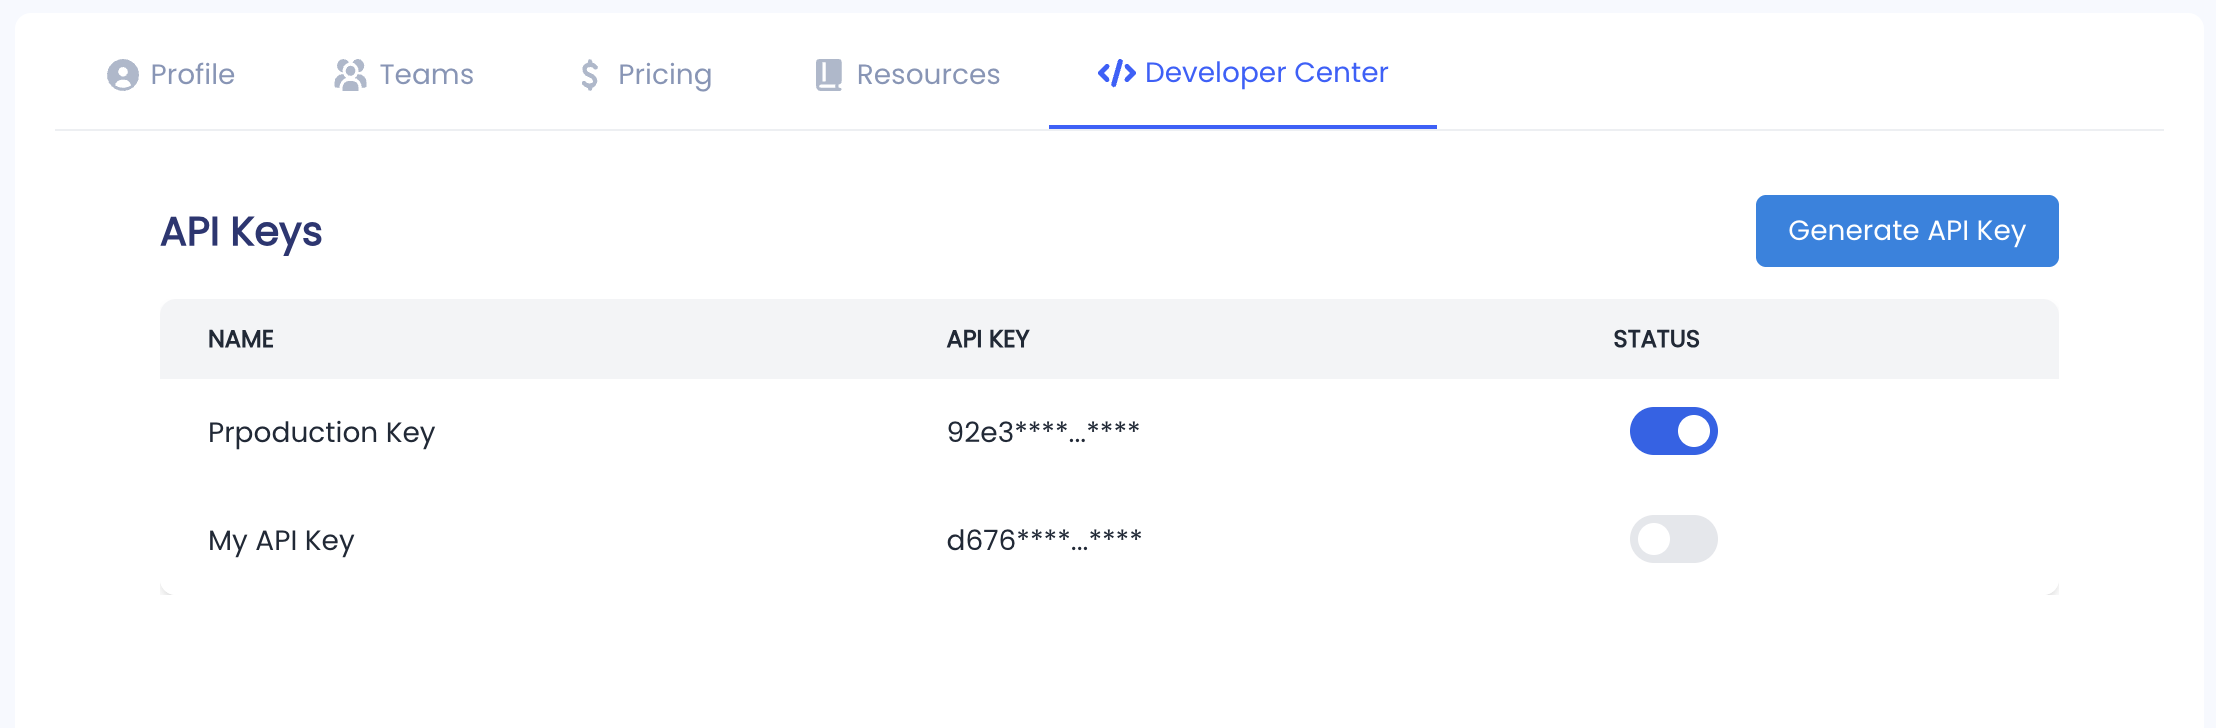 Profile Teams Pricing Resources Developer Center
API Keys Generate API Key
NAME API KEY STATUS
Prpoduction Key 92e3****...****
My API Key d676****...****